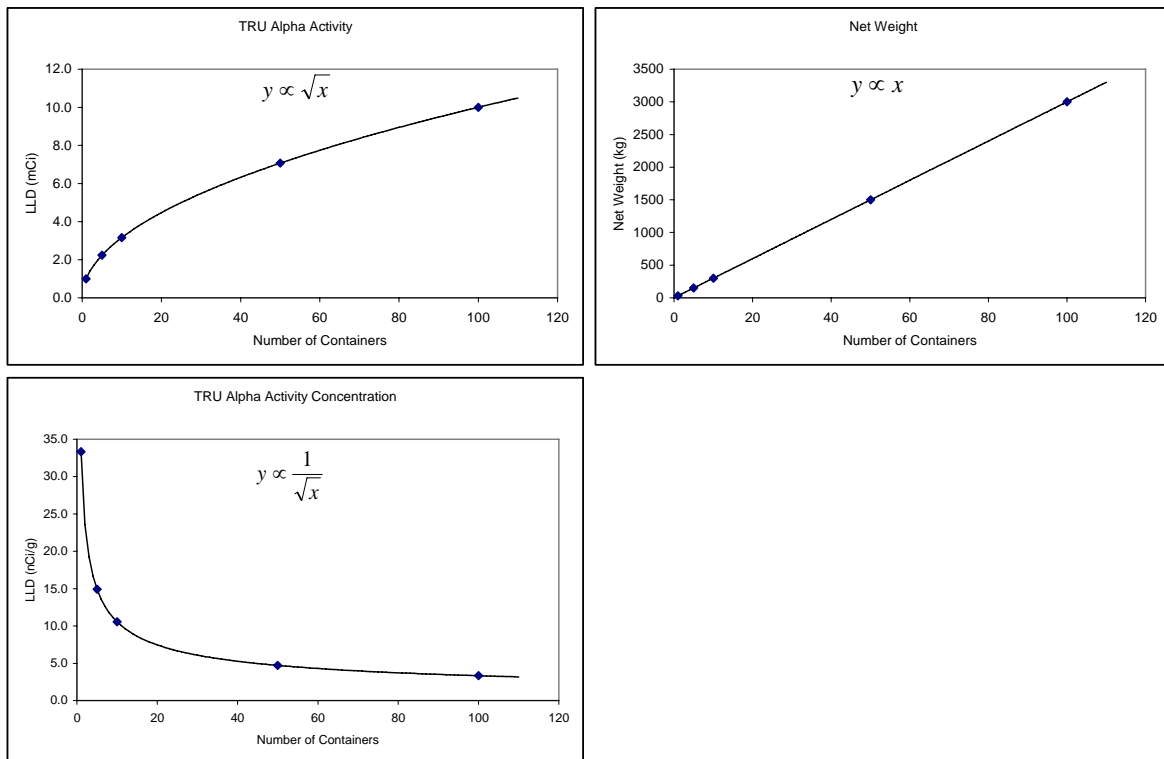 TRU Alpha Activity
y ∝ √x
12.0
10.0
8.0
6.0
4.0
2.0
0.0
LLD (mCi)
0 20 40 60 80 100 120
Number of Containers
Net Weight
y ∝ x
3500
3000
2500
2000
1500
1000
500
0
Net Weight (kg)
0 20 40 60 80 100 120
Number of Containers
TRU Alpha Activity Concentration
y ∝ 1/√x
35.0
30.0
25.0
20.0
15.0
10.0
5.0
0.0
LLD (nCi/g)
0 20 40 60 80 100 120
Number of Containers